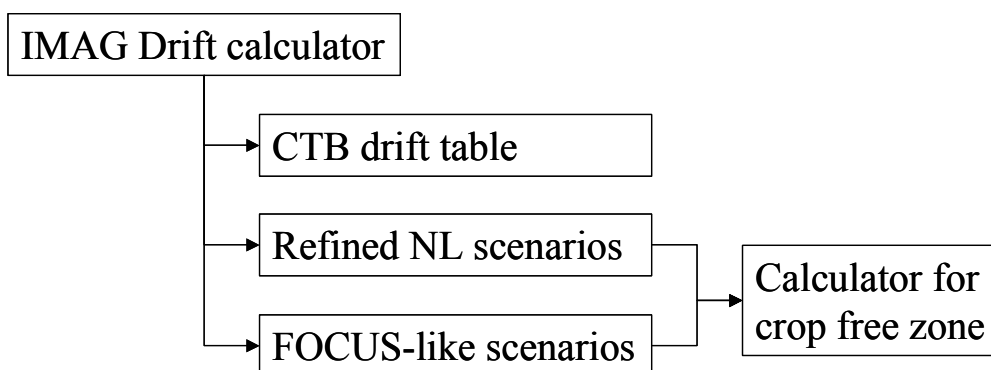 IMAG Drift calculator
CTB drift table
Refined NL scenarios
FOCUS-like scenarios
Calculator for
crop free zone